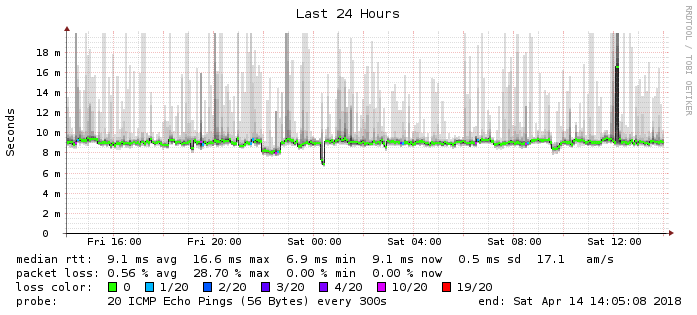 Last 24 Hours
RRDTOOL / TOBI OETIKER
Seconds
18 m
16 m
14 m
12 m
10 m
8 m
6 m
4 m
2 m
0
Fri 16:00 Fri 20:00 Sat 00:00 Sat 04:00 Sat 08:00 Sat 12:00
median rtt: 9.1 ms avg 16.6 ms max 6.9 ms min 9.1 ms now 0.5 ms sd 17.1 am/s
packet loss: 0.56 % avg 28.70 % max 0.00 % min 0.00 % now
loss color: 0 1/20 2/20 3/20 4/20 10/20 19/20
probe: 20 ICMP Echo Pings (56 Bytes) every 300s end: Sat Apr 14 14:05:08 2018